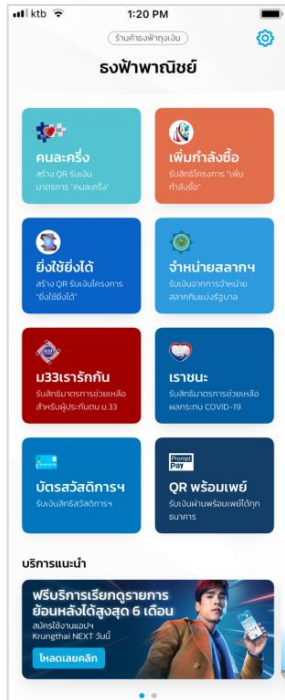 ktb
1:20 PM
ร้านค้าธงฟ้าถุงเงิน
ธงฟ้าพาณิชย์
คนละครึ่ง
สร้าง QR รับเงิน
มาตรการ "คนละครึ่ง"
เพิ่มกำลังซื้อ
รับสิทธิโครงการ "เพิ่ม
กำลังซื้อ"
ยิ่งใช้ยิ่งได้
สร้าง QR รับเงินโครงการ
"ยิ่งใช้ยิ่งได้"
จำหน่ายสลากฯ
รับเงินจากการจำหน่าย
สลากกินแบ่งรัฐบาล
ม33เรารักกัน
รับสิทธิมาตรการช่วยเหลือ
สำหรับผู้ประกันตน ม.33
เราชนะ
รับสิทธิมาตรการช่วยเหลือ
ผลกระทบ COVID-19
บัตรสวัสดิการฯ
รับเงินสิทธิสวัสดิการฯ
Prompt
Pay
QR พร้อมเพย์
รับเงินผ่านพร้อมเพย์ได้ทุก
ธนาคาร
บริการแนะนำ
ฟรีบริการเรียกดูรายการ
ย้อนหลังได้สูงสุด 6 เดือน
สมัครใช้งานแอปฯ
Krungthai NEXT วันนี้
โหลดเลยคลิก